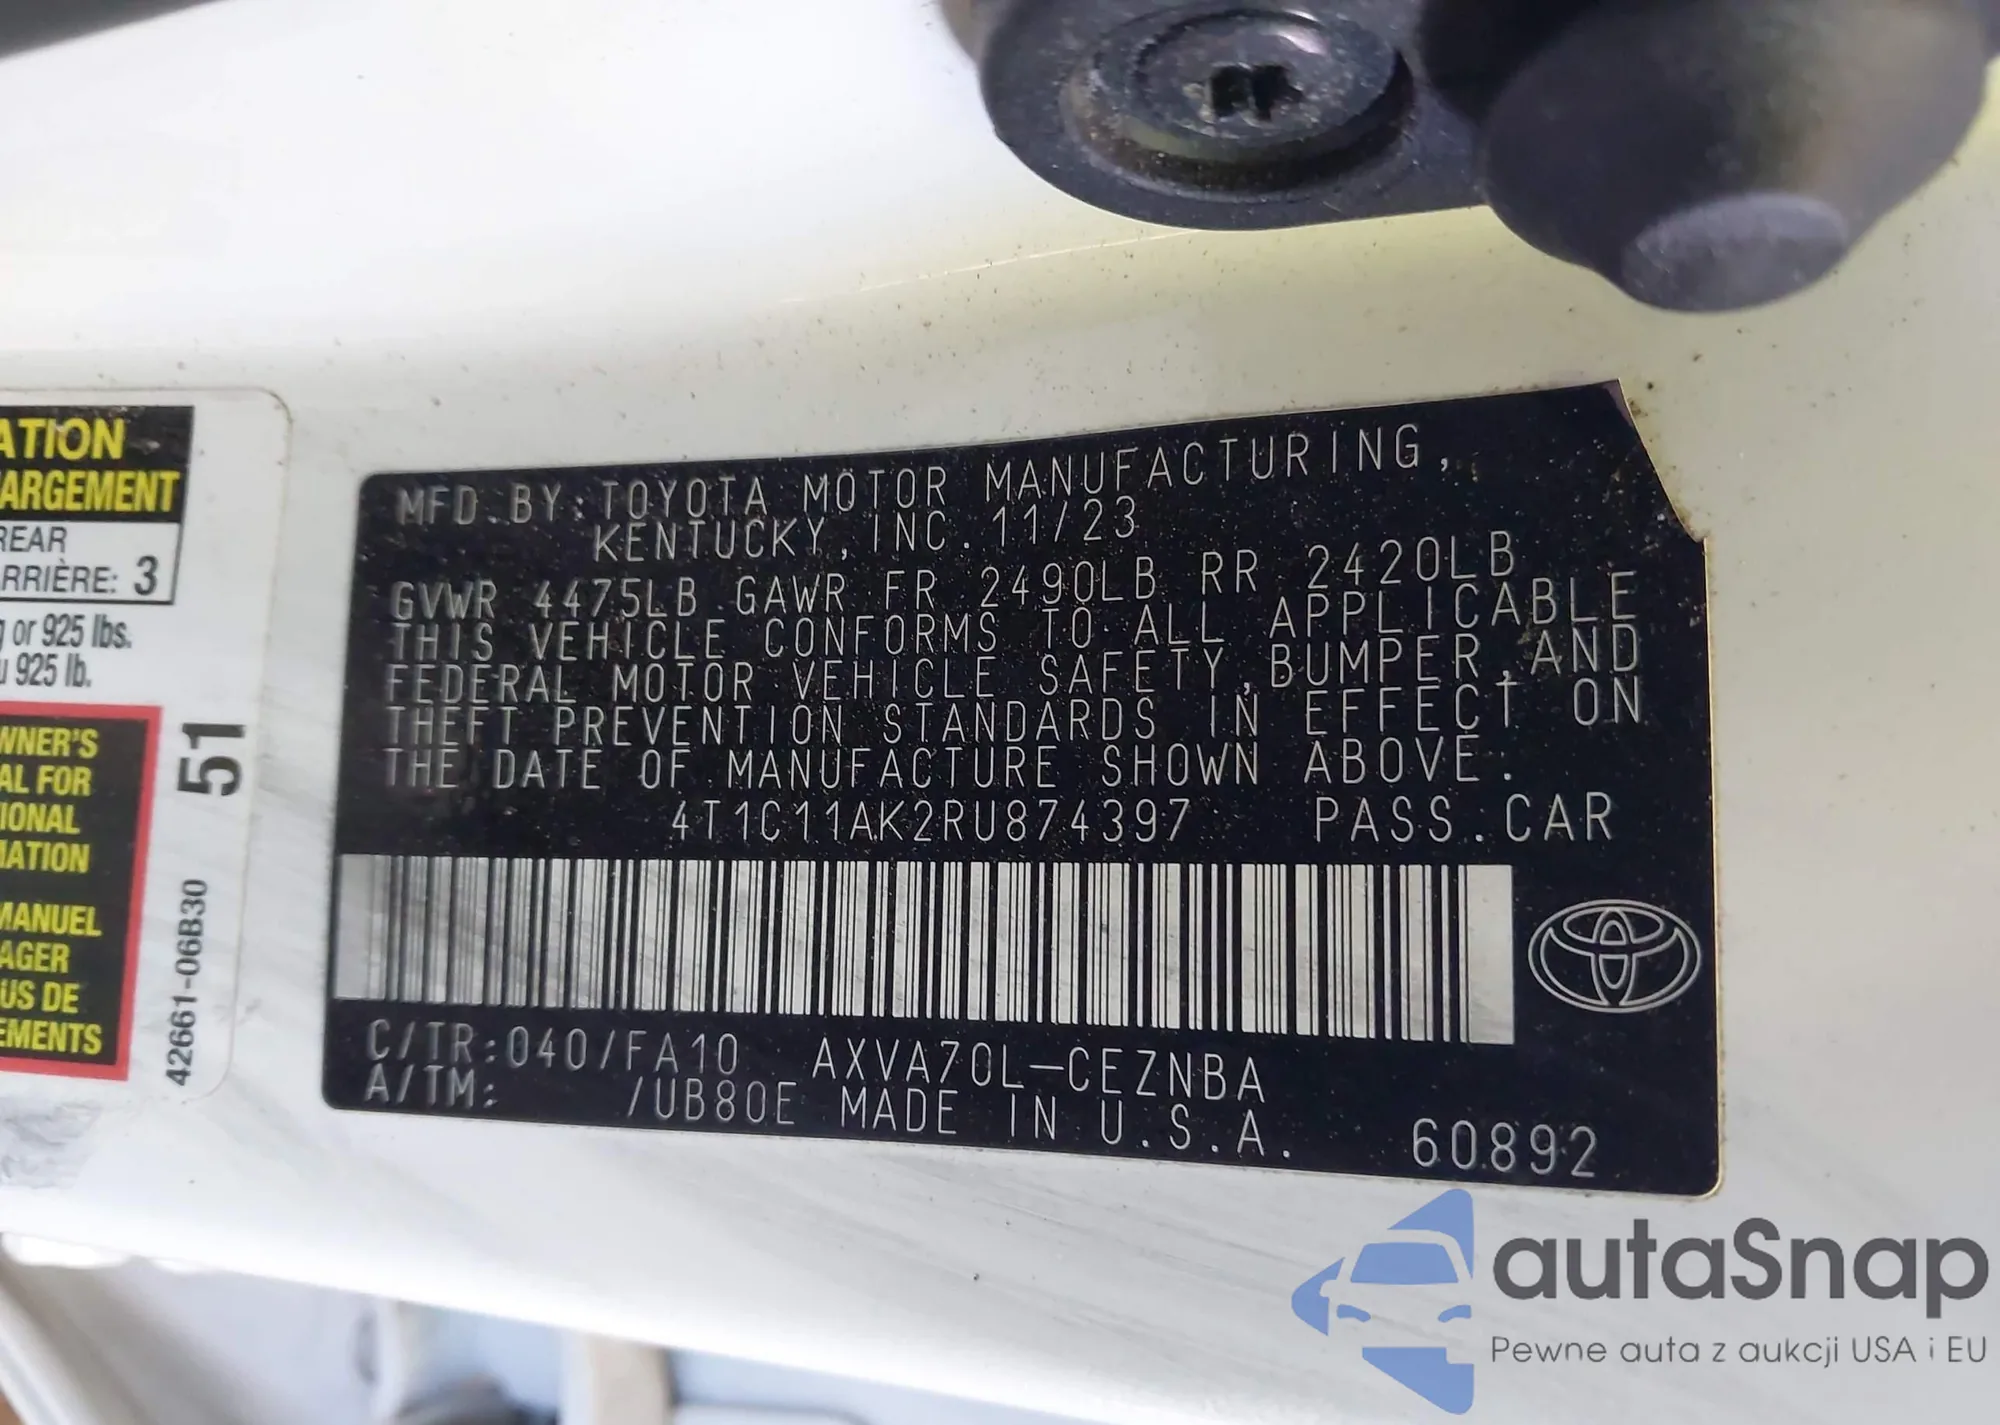 ATION
ARGEMENT
REAR
ARRIÈRE: 3
g or 925 lbs.
u 925 lb.
WNER'S
AL FOR
IONAL
MATION
MANUEL
AGER
US DE
EMENTS
51
42661-06B30
MFD.BY:TOYOTA MOTOR MANUFACTURING,
KENTUCKY, INC. 11/23
GVWR 4475LB GAWR FR 2490LB RR 2420LB
THIS VEHICLE CONFORMS TO ALL APPLICABLE
FEDERAL MOTOR VEHICLE SAFETY,BUMPER,AND
THEFT PREVENTION STANDARDS IN EFFECT ON
THE DATE OF MANUFACTURE SHOWN ABOVE.
4T1C11AK2RU874397 PASS.CAR
C/TR:040/FA10 AXVA70L-CEZNBA
A/TM: /UB80E MADE IN U.S.A. 60892
autaSnap
Pewne auta z aukcji USA i EU